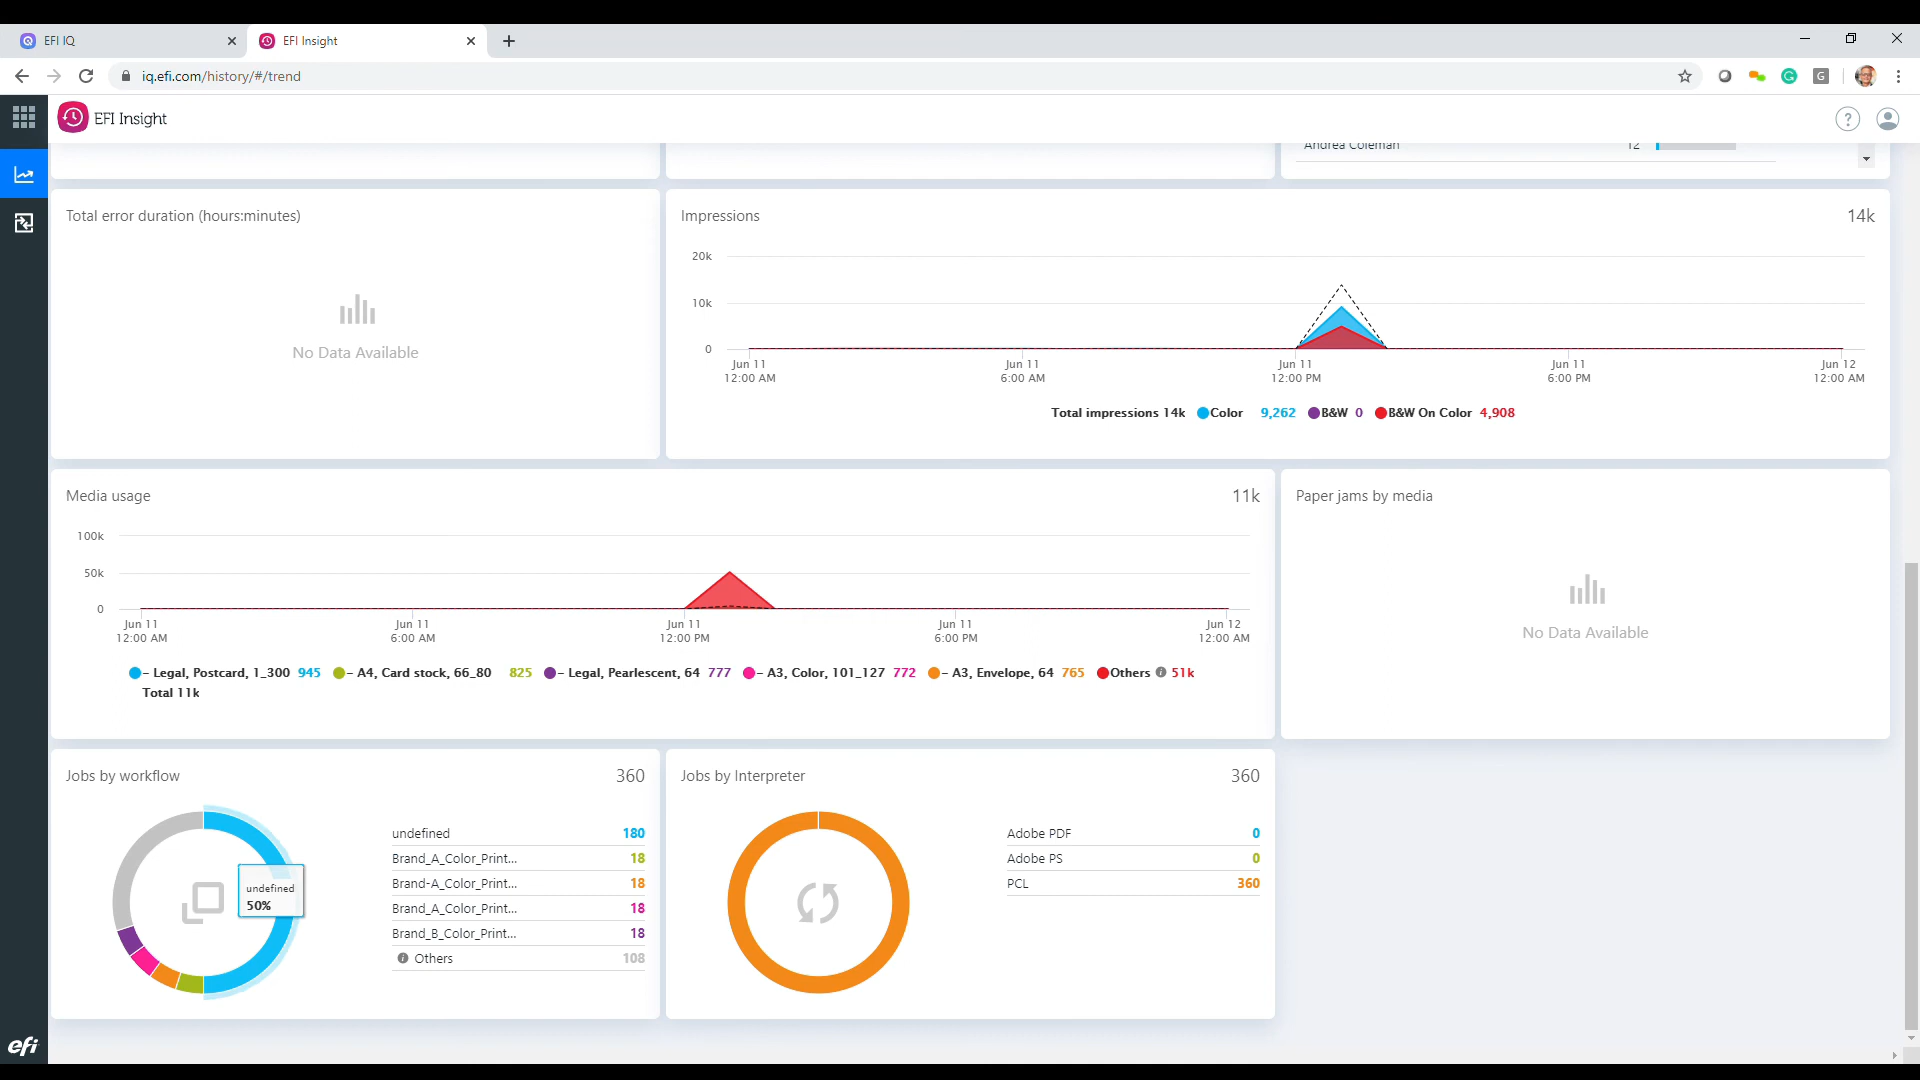 EFI IQ
EFI Insight
iq.efi.com/history/#/trend
G
EFI Insight
?
Andrea Coleman 12
Total error duration (hours:minutes)
No Data Available
Impressions 14k
20k
10k
0
Jun 11 Jun 11 Jun 11 Jun 11 Jun 12
12:00 AM 6:00 AM 12:00 PM 6:00 PM 12:00 AM
Total impressions 14k Color 9,262 B&W 0 B&W On Color 4,908
Media usage 11k
100k
50k
0
Jun 11 Jun 11 Jun 11 Jun 11 Jun 12
12:00 AM 6:00 AM 12:00 PM 6:00 PM 12:00 AM
– Legal, Postcard, 1_300 945 – A4, Card stock, 66_80 825 – Legal, Pearlescent, 64 777 – A3, Color, 101_127 772 – A3, Envelope, 64 765 Others 51k
Total 11k
Paper jams by media
No Data Available
Jobs by workflow 360
undefined
50%
undefined 180
Brand_A_Color_Print... 18
Brand-A_Color_Print... 18
Brand_A_Color_Print... 18
Brand_B_Color_Print... 18
Others 108
Jobs by Interpreter 360
Adobe PDF 0
Adobe PS 0
PCL 360
efi